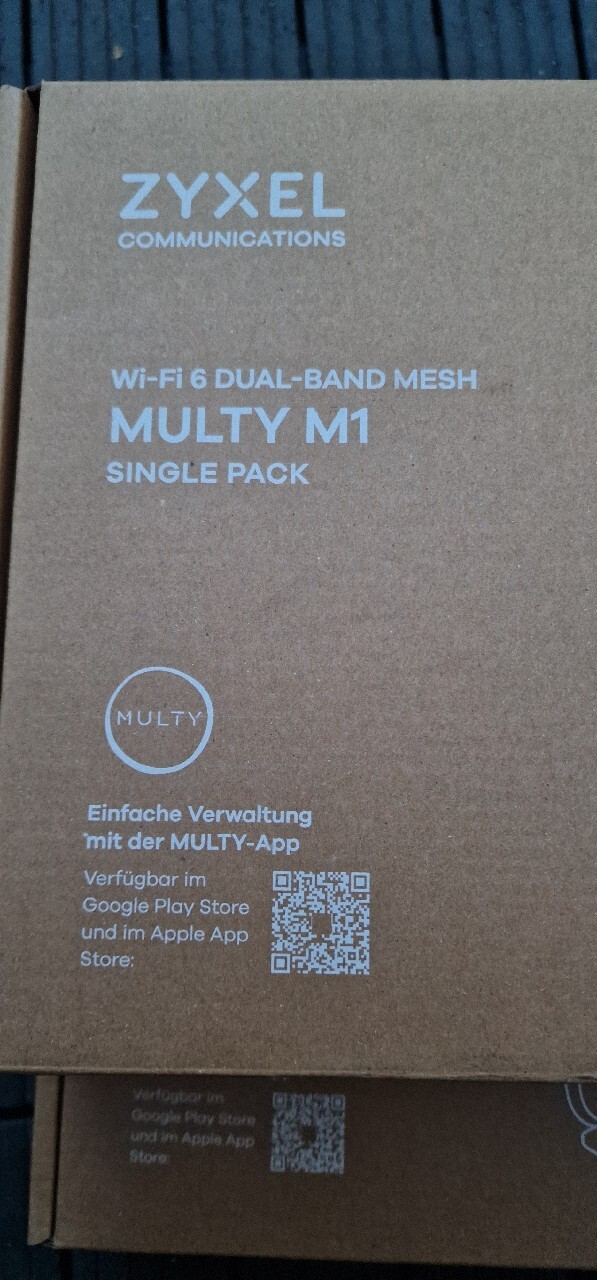 ZYXEL
COMMUNICATIONS
Wi-Fi 6 DUAL-BAND MESH
MULTY M1
SINGLE PACK
MULTY
Einfache Verwaltung
mit der MULTY-App
Verfügbar im
Google Play Store
und im Apple App
Store:
Verfügbar im
Google Play Store
und im Apple App
Store: